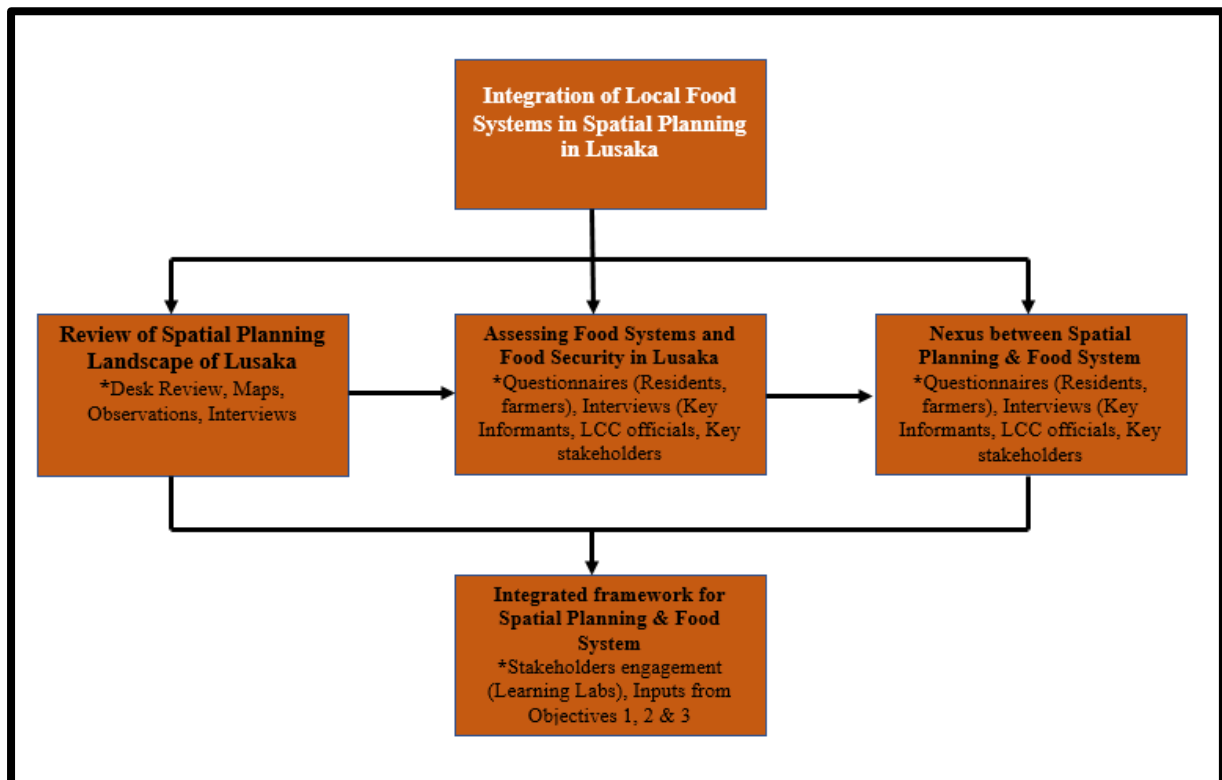 Integration of Local Food
Systems in Spatial Planning
in Lusaka
Review of Spatial Planning
Landscape of Lusaka
*Desk Review, Maps,
Observations, Interviews
Assessing Food Systems and
Food Security in Lusaka
*Questionnaires (Residents,
farmers), Interviews (Key
Informants, LCC officials, Key
stakeholders
Nexus between Spatial
Planning & Food System
*Questionnaires (Residents,
farmers), Interviews (Key
Informants, LCC officials, Key
stakeholders
Integrated framework for
Spatial Planning & Food
System
*Stakeholders engagement
(Learning Labs), Inputs from
Objectives 1, 2 & 3